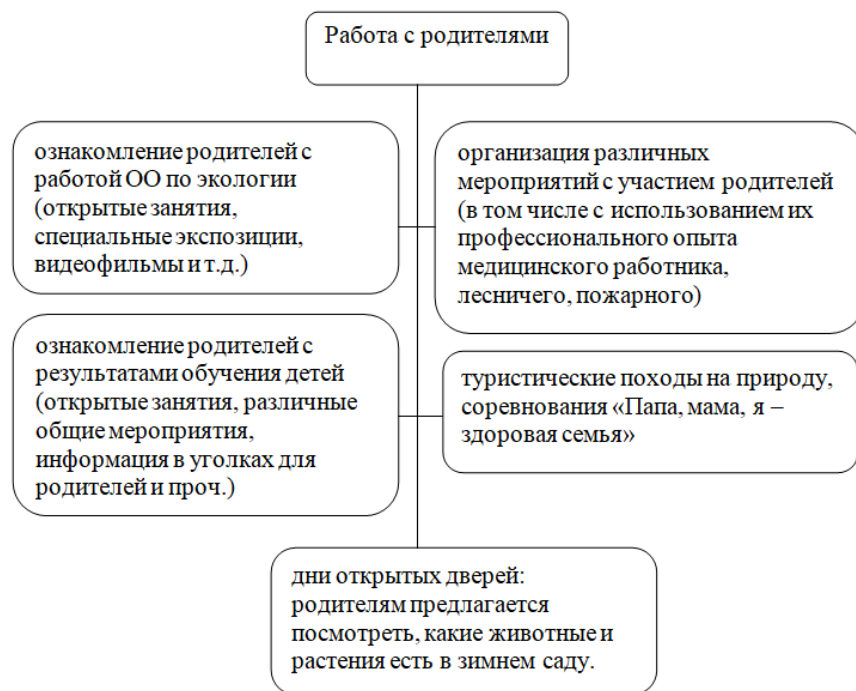 Работа с родителями
ознакомление родителей с
работой ОО по экологии
(открытые занятия,
специальные экспозиции,
видеофильмы и т.д.)
организация различных
мероприятий с участием родителей
(в том числе с использованием их
профессионального опыта
медицинского работника,
лесничего, пожарного)
ознакомление родителей с
результатами обучения детей
(открытые занятия, различные
общие мероприятия,
информация в уголках для
родителей и проч.)
туристические походы на природу,
соревнования «Папа, мама, я –
здоровая семья»
дни открытых дверей:
родителям предлагается
посмотреть, какие животные и
растения есть в зимнем саду.